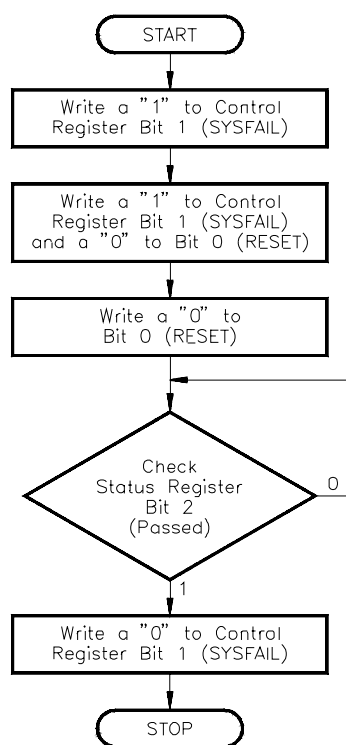 START
Write a "1" to Control
Register Bit 1 (SYSFAIL)
Write a "1" to Control
Register Bit 1 (SYSFAIL)
and a "0" to Bit 0 (RESET)
Write a "0" to
Bit 0 (RESET)
Check
Status Register
Bit 2
(Passed)
0
1
Write a "0" to Control
Register Bit 1 (SYSFAIL)
STOP